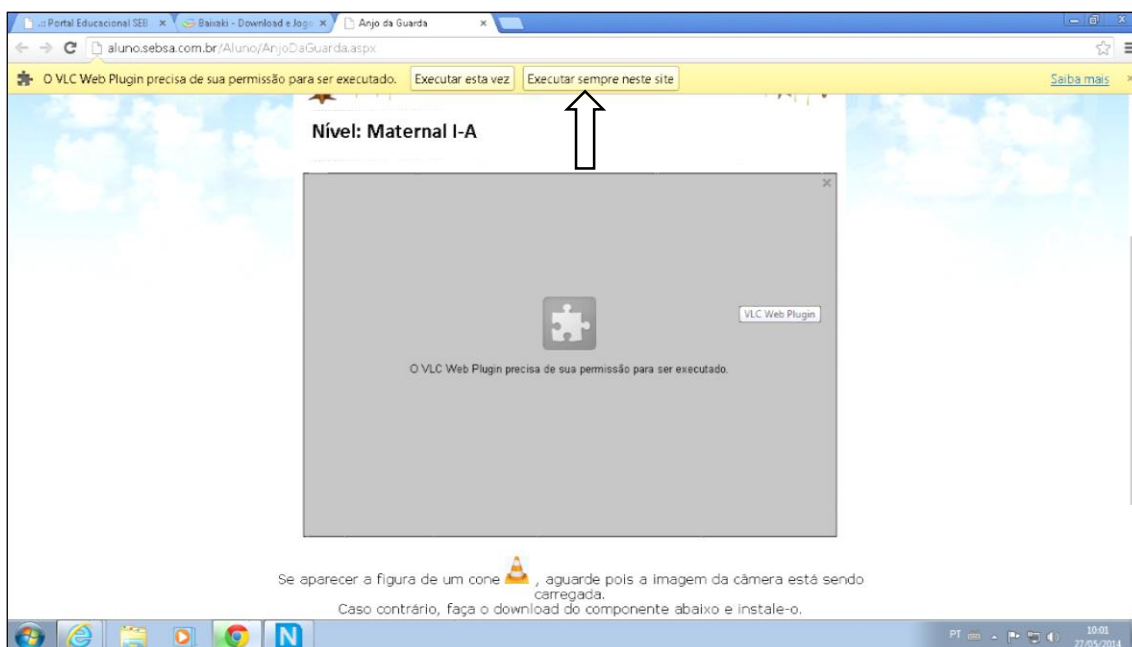 .:: Portal Educacional SEB
Baixaki - Download e Jogo
Anjo da Guarda
aluno.sebsa.com.br/Aluno/AnjoDaGuarda.aspx
O VLC Web Plugin precisa de sua permissão para ser executado. Executar esta vez Executar sempre neste site Saiba mais
Nível: Maternal I-A
VLC Web Plugin
O VLC Web Plugin precisa de sua permissão para ser executado.
Se aparecer a figura de um cone , aguarde pois a imagem da câmera está sendo
carregada.
Caso contrário, faça o download do componente abaixo e instale-o.
N
PT
10:01
27/05/2014